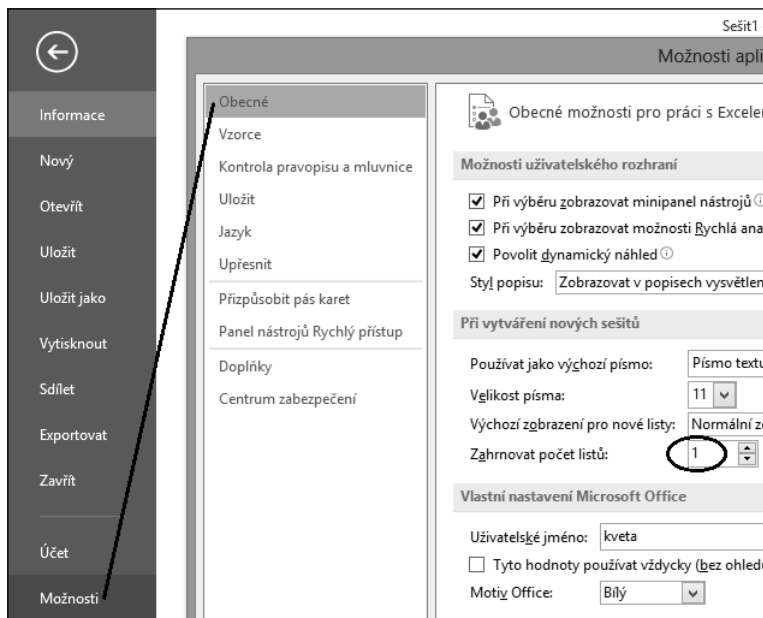 Sešit1
Možnosti apli
Informace
Nový
Otevřít
Uložit
Uložit jako
Vytisknout
Sdílet
Exportovat
Zavřít
Účet
Možnosti
Obecné
Vzorce
Kontrola pravopisu a mluvnice
Uložit
Jazyk
Upřesnit
Přizpůsobit pás karet
Panel nástrojů Rychlý přístup
Doplňky
Centrum zabezpečení
Obecné možnosti pro práci s Excele
Možnosti uživatelského rozhraní
Při výběru zobrazovat minipanel nástrojů
Při výběru zobrazovat možnosti Rychlá ana
Povolit dynamický náhled
Styl popisu: Zobrazovat v popisech vysvětlen
Při vytváření nových sešitů
Používat jako výchozí písmo: Písmo textu
Velikost písma: 11
Výchozí zobrazení pro nové listy: Normální z
Zahrnovat počet listů: 1
Vlastní nastavení Microsoft Office
Uživatelské jméno: kveta
Tyto hodnoty používat vždycky (bez ohled
Motiv Office: Bílý